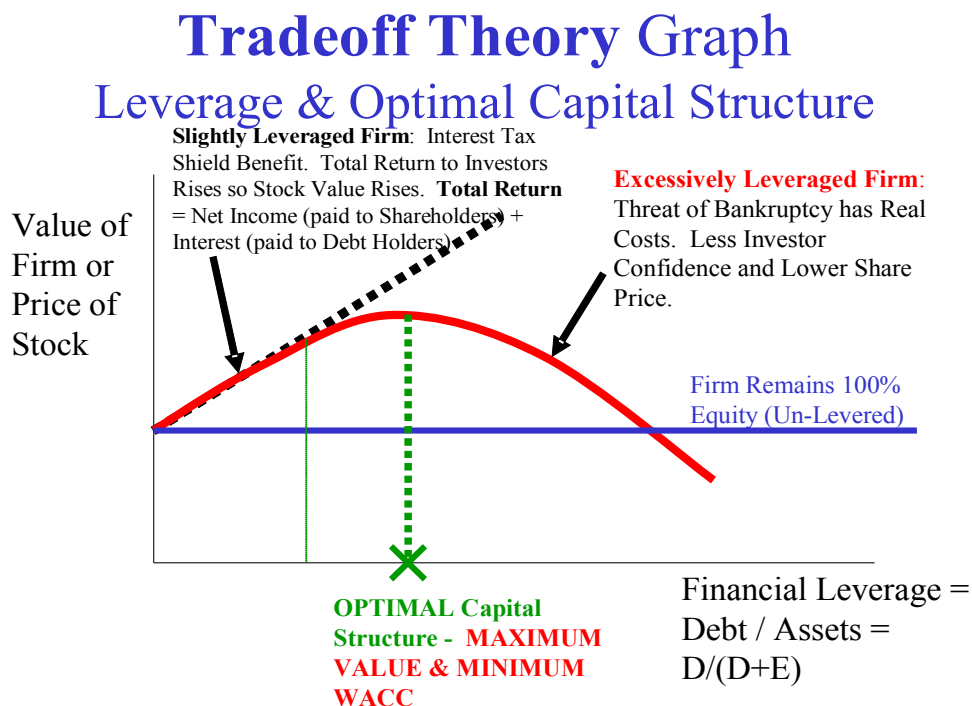 Tradeoff Theory Graph
Leverage & Optimal Capital Structure
Slightly Leveraged Firm:  Interest Tax
Shield Benefit.  Total Return to Investors
Rises so Stock Value Rises.  Total Return
= Net Income (paid to Shareholders) +
Interest (paid to Debt Holders)
Excessively Leveraged Firm:
Threat of Bankruptcy has Real
Costs.  Less Investor
Confidence and Lower Share
Price.
Value of
Firm or
Price of
Stock
Firm Remains 100%
Equity (Un-Levered)
OPTIMAL Capital
Structure -  MAXIMUM
VALUE & MINIMUM
WACC
Financial Leverage =
Debt / Assets =
D/(D+E)